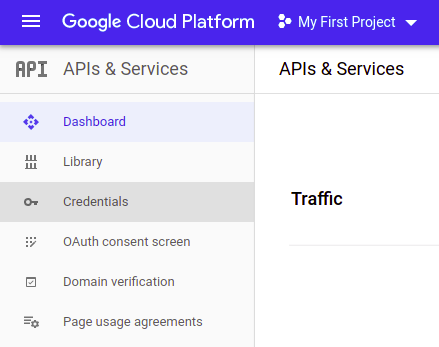 Google Cloud Platform
My First Project
API APIs & Services
APIs & Services
Dashboard
Library
Credentials
OAuth consent screen
Domain verification
Page usage agreements
Traffic